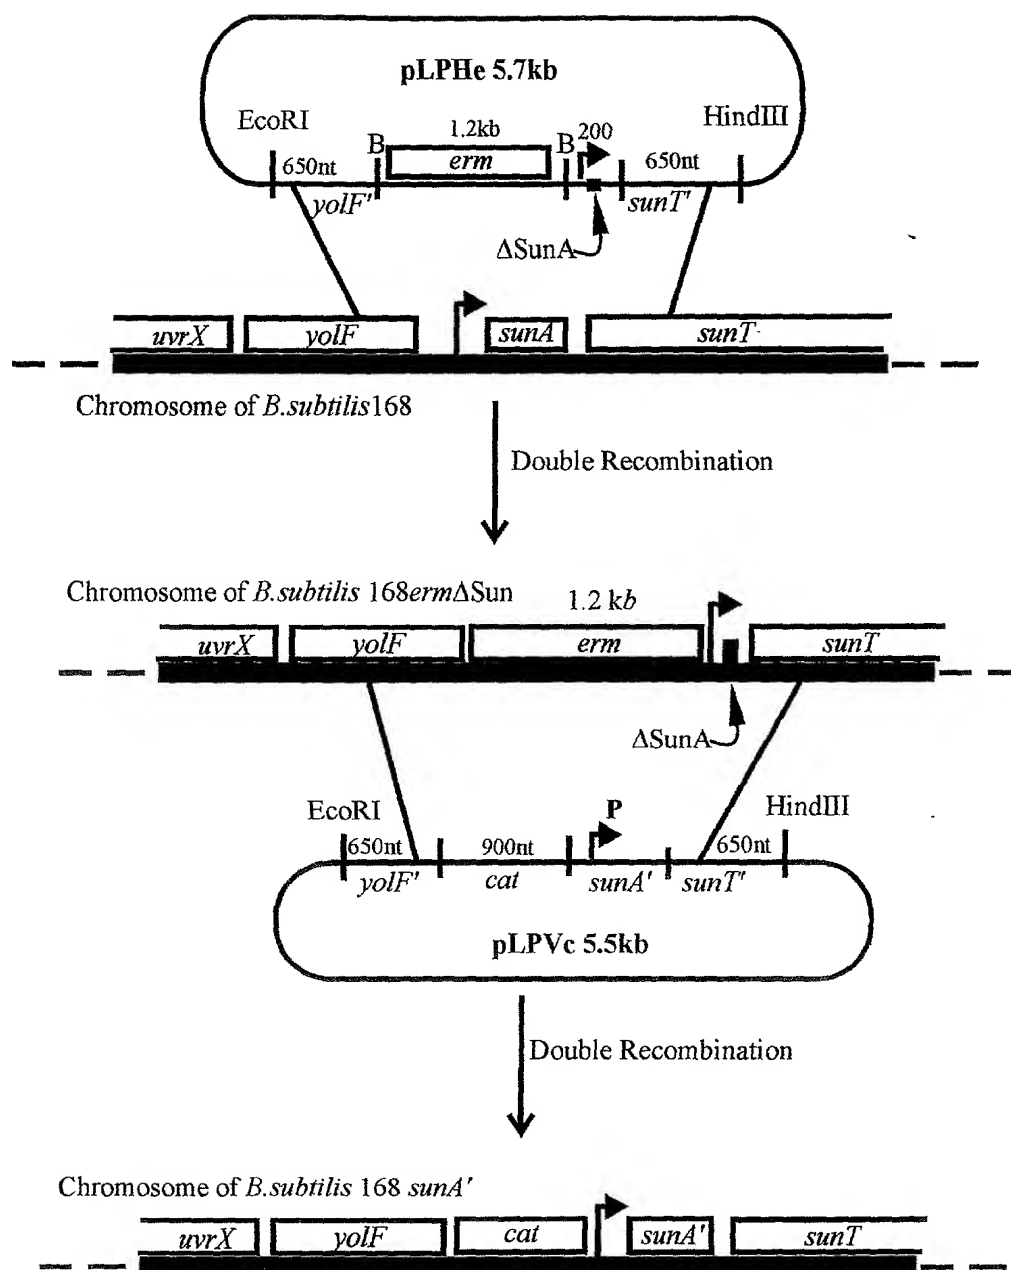 pLPHe 5.7kb
EcoRI
HindIII
1.2kb
B
B
200
650nt
erm
650nt
yolF'
sunT'
ΔSunA
uvrX
yolF
sunA
sunT
Chromosome of B.subtilis168
Double Recombination
Chromosome of B.subtilis 168ermΔSun
1.2 kb
uvrX
yolF
erm
sunT
ΔSunA
EcoRI
P
HindIII
650nt
900nt
650nt
yolF'
cat
sunA'
sunT'
pLPVc 5.5kb
Double Recombination
Chromosome of B.subtilis 168 sunA'
uvrX
yolF
cat
sunA'
sunT